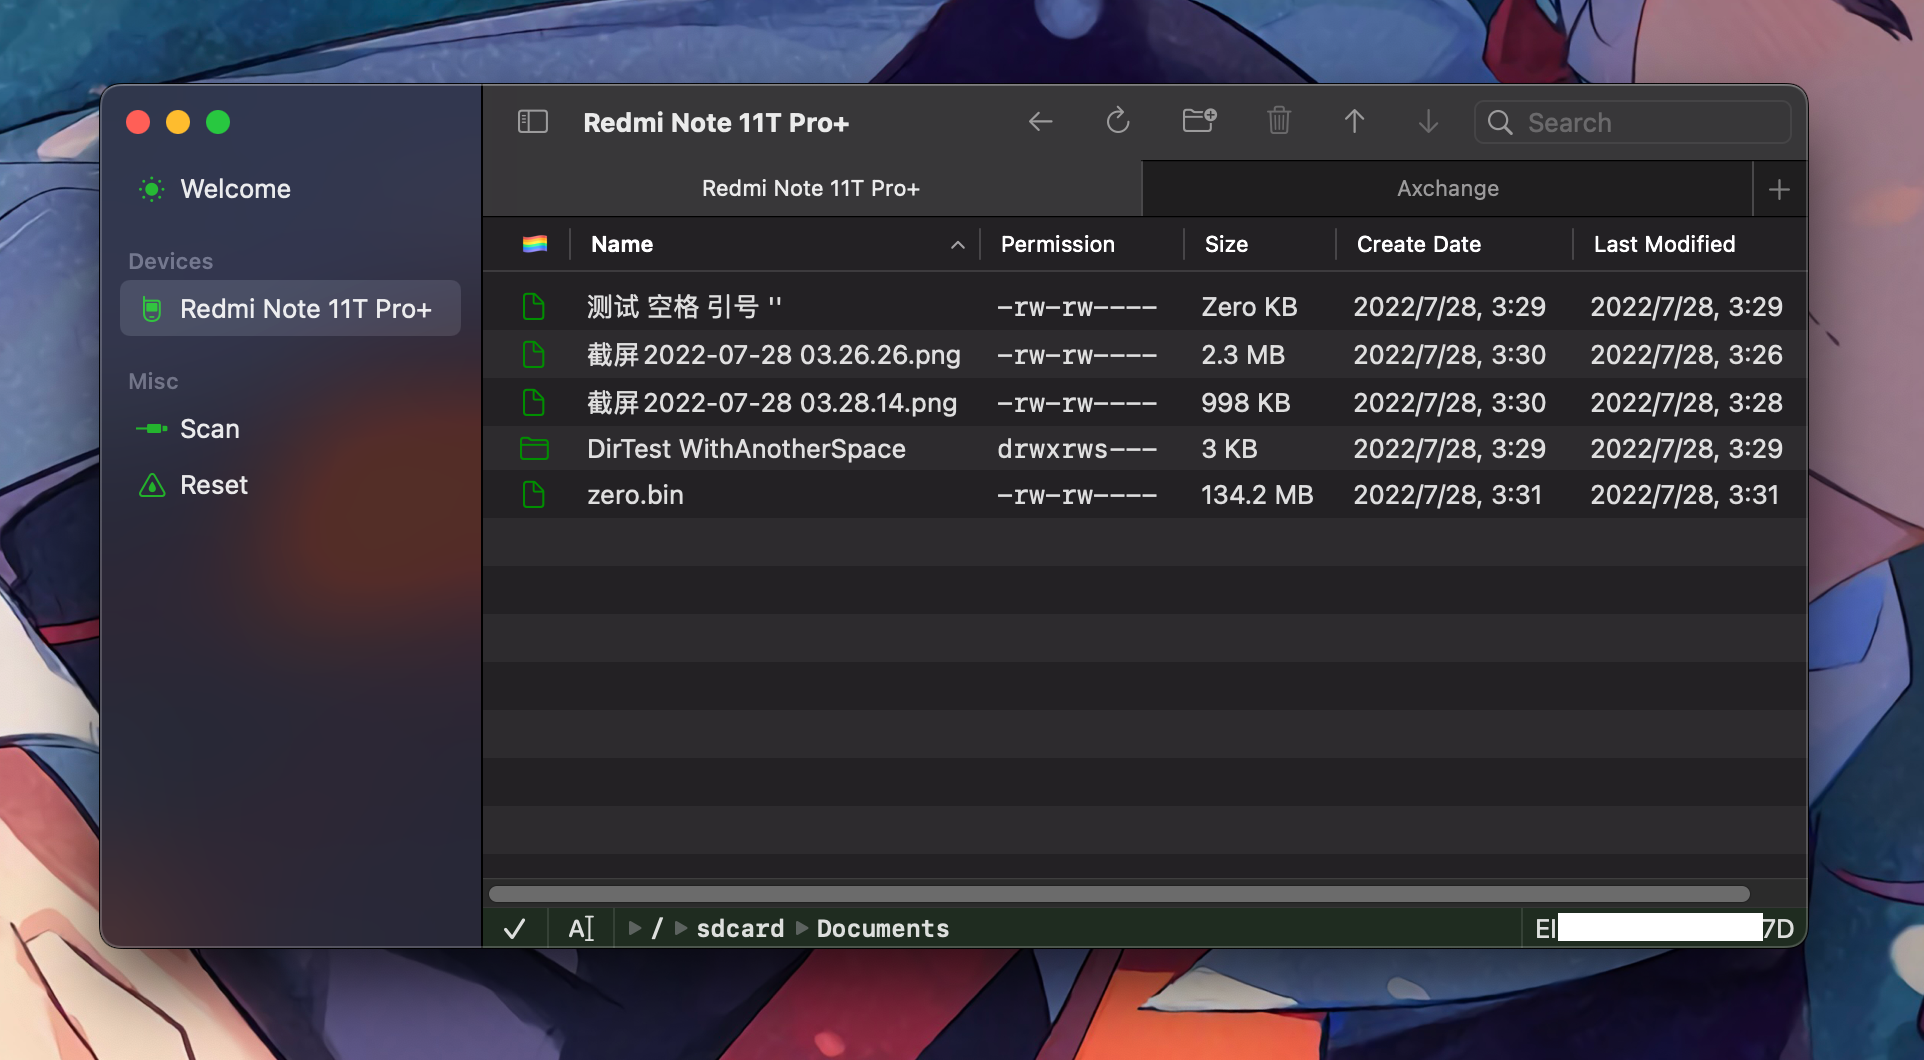 Redmi Note 11T Pro+
Search
Welcome
Devices
Redmi Note 11T Pro+
Misc
Scan
Reset
Redmi Note 11T Pro+ Axchange
Name Permission Size Create Date Last Modified
测试 空格 引号 '' -rw-rw---- Zero KB 2022/7/28, 3:29 2022/7/28, 3:29
截屏2022-07-28 03.26.26.png -rw-rw---- 2.3 MB 2022/7/28, 3:30 2022/7/28, 3:26
截屏2022-07-28 03.28.14.png -rw-rw---- 998 KB 2022/7/28, 3:30 2022/7/28, 3:28
DirTest WithAnotherSpace drwxrws--- 3 KB 2022/7/28, 3:29 2022/7/28, 3:29
zero.bin -rw-rw---- 134.2 MB 2022/7/28, 3:31 2022/7/28, 3:31
A / sdcard Documents EI 7D